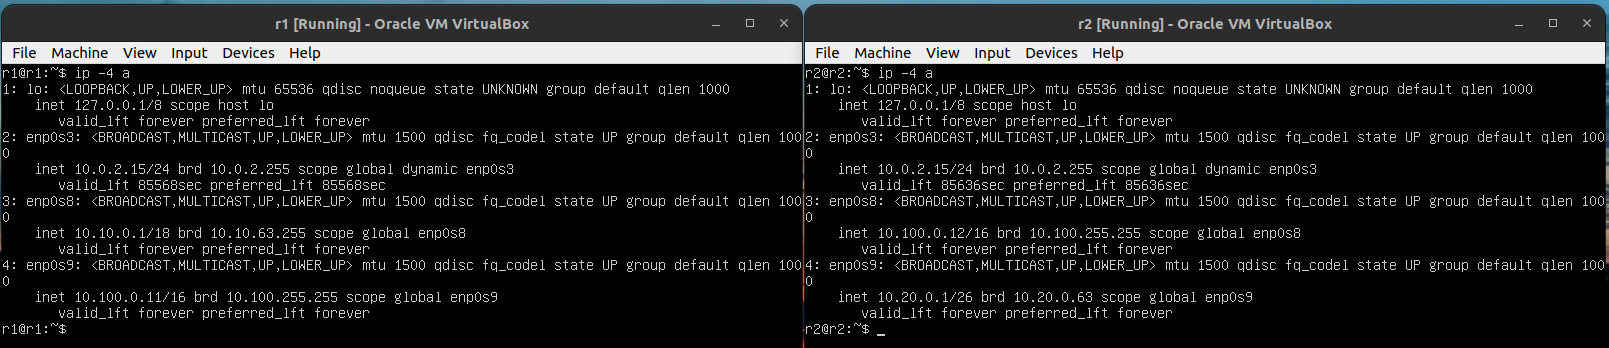 r1 [Running] - Oracle VM VirtualBox
File Machine View Input Devices Help
r1@r1:~$ ip -4 a
1: lo: <LOOPBACK,UP,LOWER_UP> mtu 65536 qdisc noqueue state UNKNOWN group default qlen 1000
    inet 127.0.0.1/8 scope host lo
       valid_lft forever preferred_lft forever
2: enp0s3: <BROADCAST,MULTICAST,UP,LOWER_UP> mtu 1500 qdisc fq_codel state UP group default qlen 100
0
    inet 10.0.2.15/24 brd 10.0.2.255 scope global dynamic enp0s3
       valid_lft 85568sec preferred_lft 85568sec
3: enp0s8: <BROADCAST,MULTICAST,UP,LOWER_UP> mtu 1500 qdisc fq_codel state UP group default qlen 100
0
    inet 10.10.0.1/18 brd 10.10.63.255 scope global enp0s8
       valid_lft forever preferred_lft forever
4: enp0s9: <BROADCAST,MULTICAST,UP,LOWER_UP> mtu 1500 qdisc fq_codel state UP group default qlen 100
0
    inet 10.100.0.11/16 brd 10.100.255.255 scope global enp0s9
       valid_lft forever preferred_lft forever
r1@r1:~$
r2 [Running] - Oracle VM VirtualBox
File Machine View Input Devices Help
r2@r2:~$ ip -4 a
1: lo: <LOOPBACK,UP,LOWER_UP> mtu 65536 qdisc noqueue state UNKNOWN group default qlen 1000
    inet 127.0.0.1/8 scope host lo
       valid_lft forever preferred_lft forever
2: enp0s3: <BROADCAST,MULTICAST,UP,LOWER_UP> mtu 1500 qdisc fq_codel state UP group default qlen 100
0
    inet 10.0.2.15/24 brd 10.0.2.255 scope global dynamic enp0s3
       valid_lft 85636sec preferred_lft 85636sec
3: enp0s8: <BROADCAST,MULTICAST,UP,LOWER_UP> mtu 1500 qdisc fq_codel state UP group default qlen 100
0
    inet 10.100.0.12/16 brd 10.100.255.255 scope global enp0s8
       valid_lft forever preferred_lft forever
4: enp0s9: <BROADCAST,MULTICAST,UP,LOWER_UP> mtu 1500 qdisc fq_codel state UP group default qlen 100
0
    inet 10.20.0.1/26 brd 10.20.0.63 scope global enp0s9
       valid_lft forever preferred_lft forever
r2@r2:~$ _